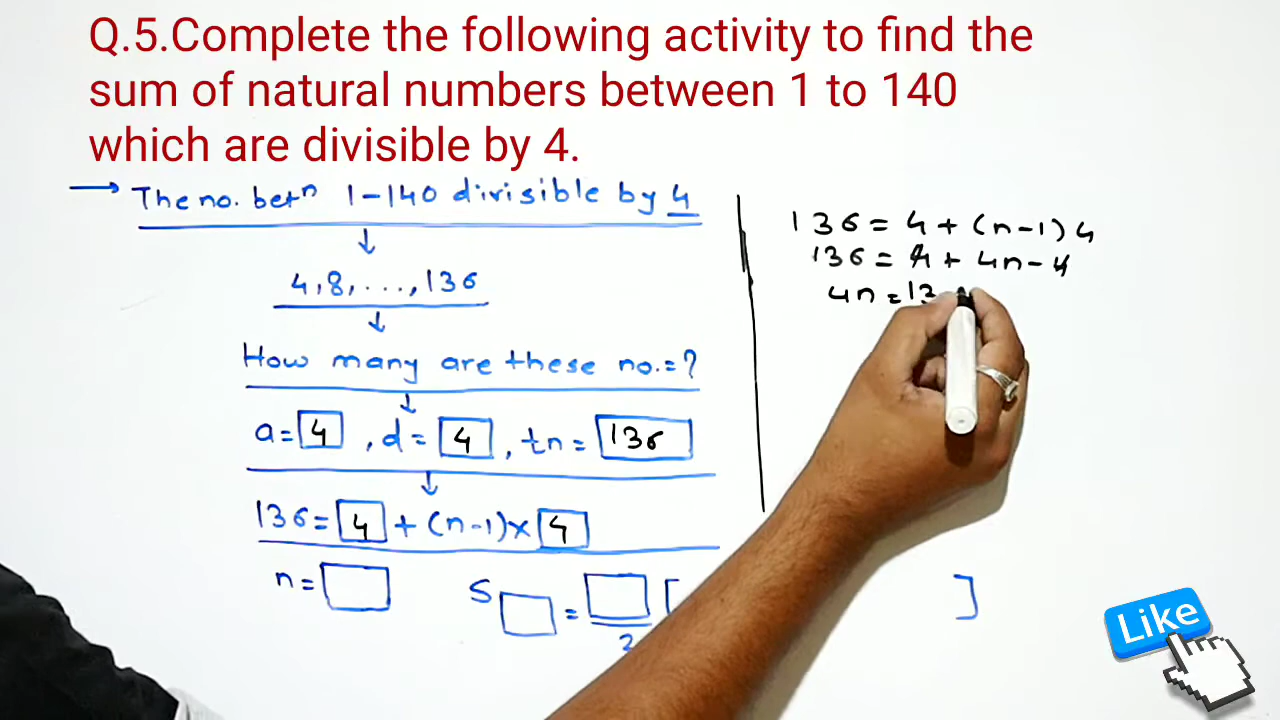 Q.5.Complete the following activity to find the
sum of natural numbers between 1 to 140
which are divisible by 4.
→ The no. betⁿ 1-140 divisible by 4
↓
4,8,...,136
↓
How many are these no.=?
↓
a= 4 , d= 4 , tn= 136
↓
136= 4 +(n-1)× 4
n= S = 2 [ ]
136 = 4 + (n-1) 4
136 = 4 + 4n - 4
4n = 13
Like